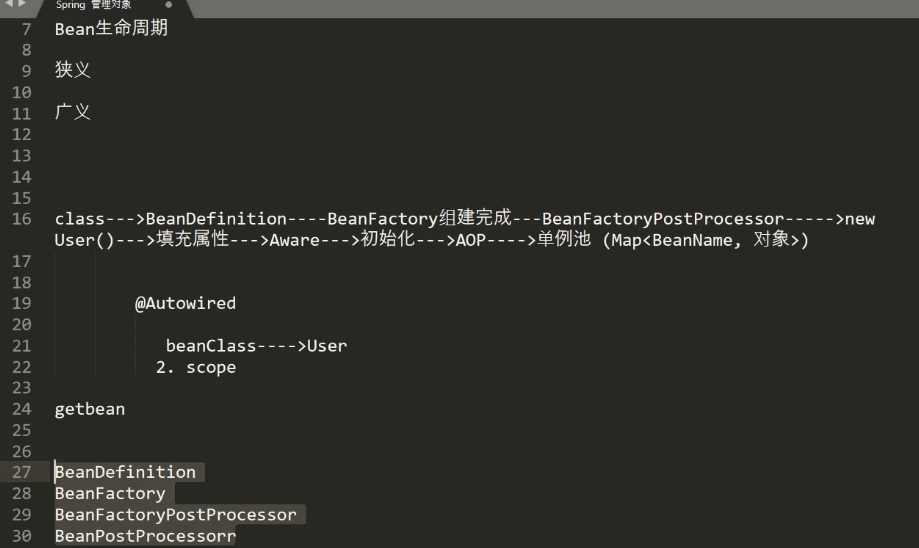 Spring 管理对象
7 Bean生命周期
8
9 狭义
10
11 广义
12
13
14
15
16 class--->BeanDefinition----BeanFactory组建完成---BeanFactoryPostProcessor----->new
User()--->填充属性--->Aware--->初始化--->AOP---->单例池 (Map<BeanName, 对象>)
17
18
19 @Autowired
20
21 beanClass---->User
22 2. scope
23
24 getbean
25
26
27 BeanDefinition
28 BeanFactory
29 BeanFactoryPostProcessor
30 BeanPostProcessorr